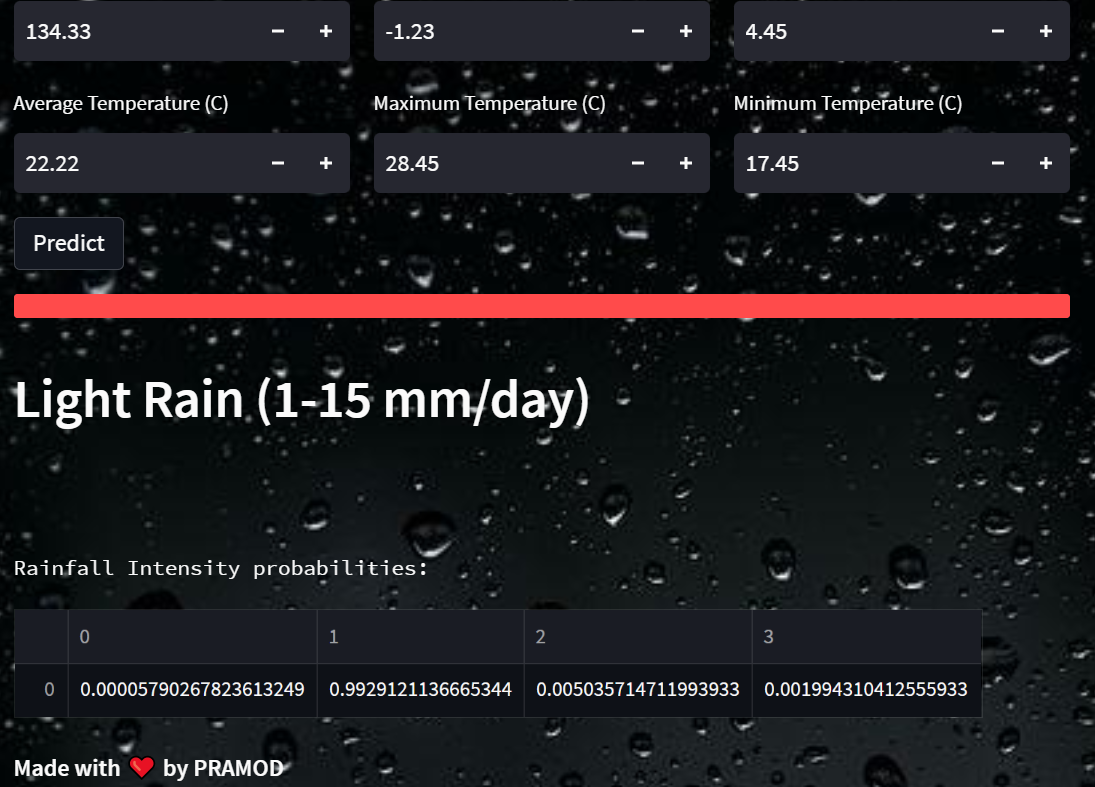 134.33 − + -1.23 − + 4.45 − +
Average Temperature (C) Maximum Temperature (C) Minimum Temperature (C)
22.22 − + 28.45 − + 17.45 − +
Predict
Light Rain (1-15 mm/day)
Rainfall Intensity probabilities:
0 1 2 3
0 0.00005790267823613249 0.9929121136665344 0.005035714711993933 0.001994310412555933
Made with ❤️ by PRAMOD